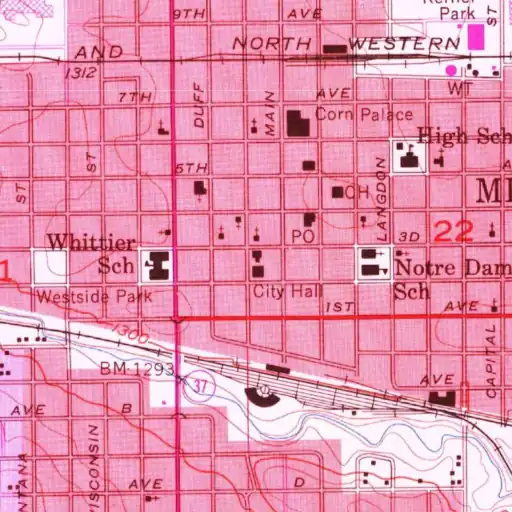 Park
ST
9TH AVE
AND NORTH WESTERN
1312
WT
7TH AVE
DUFF
MAIN
Corn Palace
High Sch
ST
5TH
ST
LANGDON
CH
PO
3D
22
Whittier
Sch
1
Westside Park
City Hall
Notre Dam
Sch
1ST AVE
1300
CAPITAL
BM 1293
37
AVE
AVE B
NTANA
AVE
D